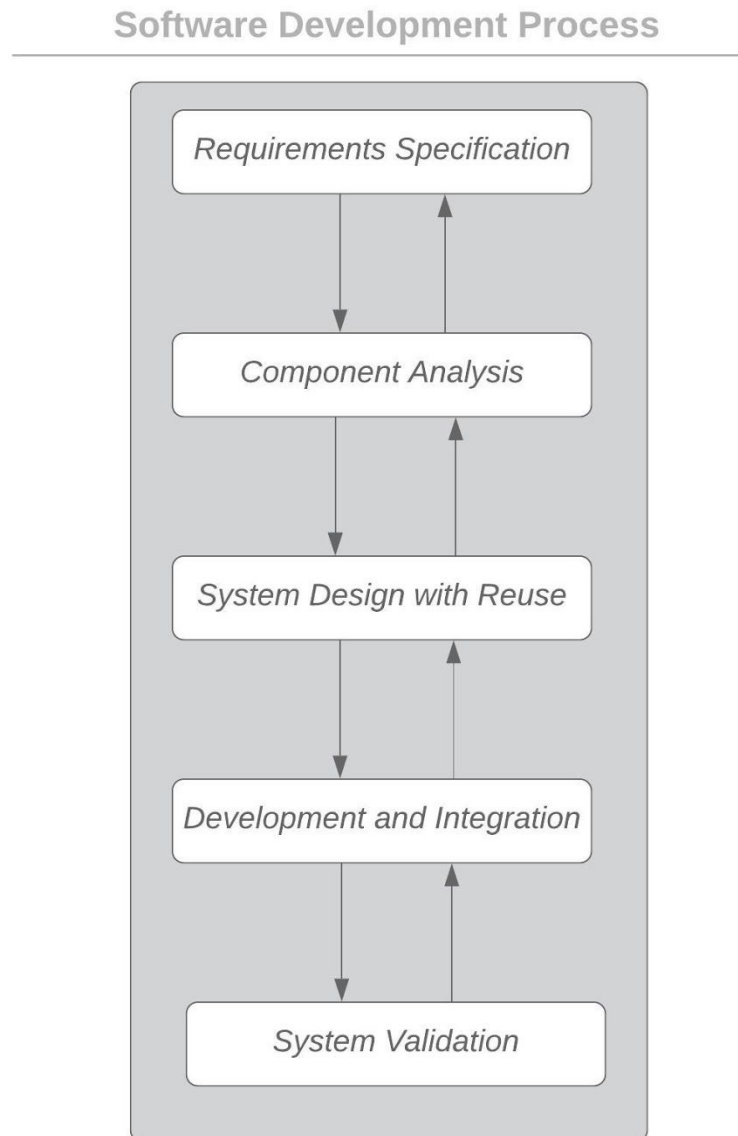 Software Development Process
Requirements Specification
Component Analysis
System Design with Reuse
Development and Integration
System Validation